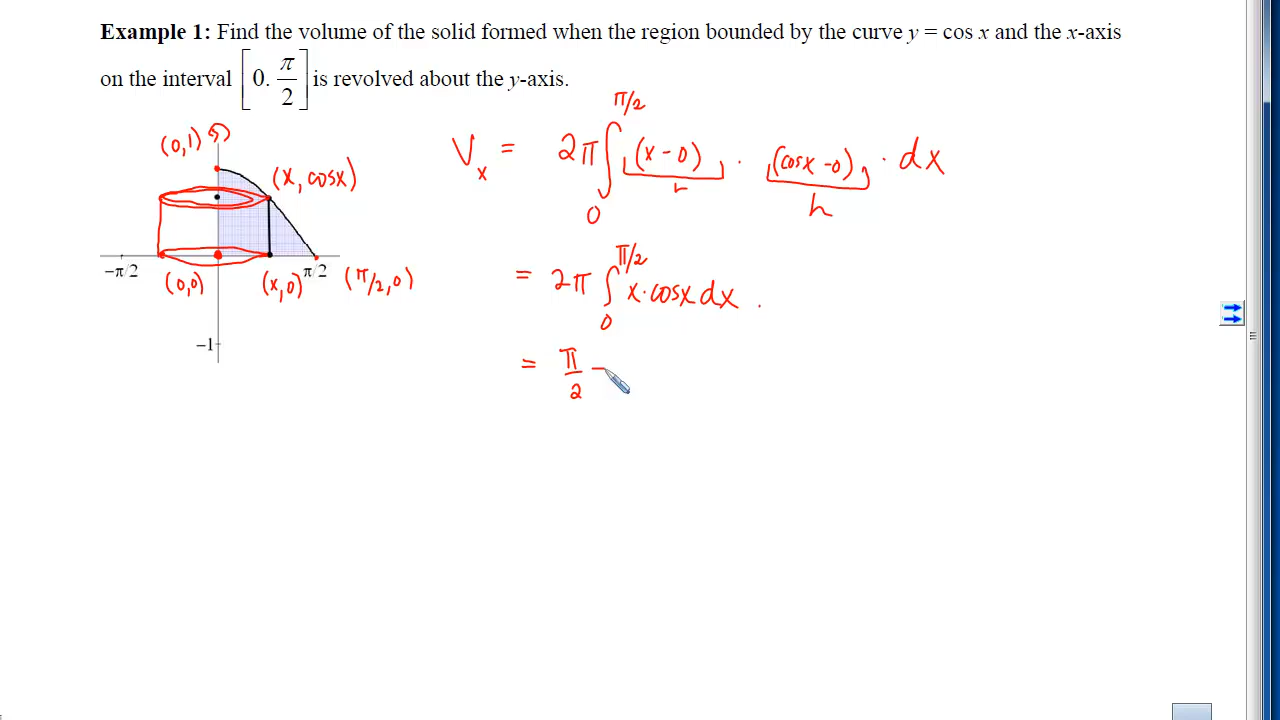 Example 1: Find the volume of the solid formed when the region bounded by the curve y = cos x and the x-axis
on the interval [0. π/2] is revolved about the y-axis.
(0,1)
(x, cosx)
−π/2
(0,0)
(x,0)
π/2
(π/2,0)
−1
V_x = 2π ∫_0^{π/2} (x-0) · (cosx-0) · dx
r
h
= 2π ∫_0^{π/2} x·cosx dx .
= π/2 −